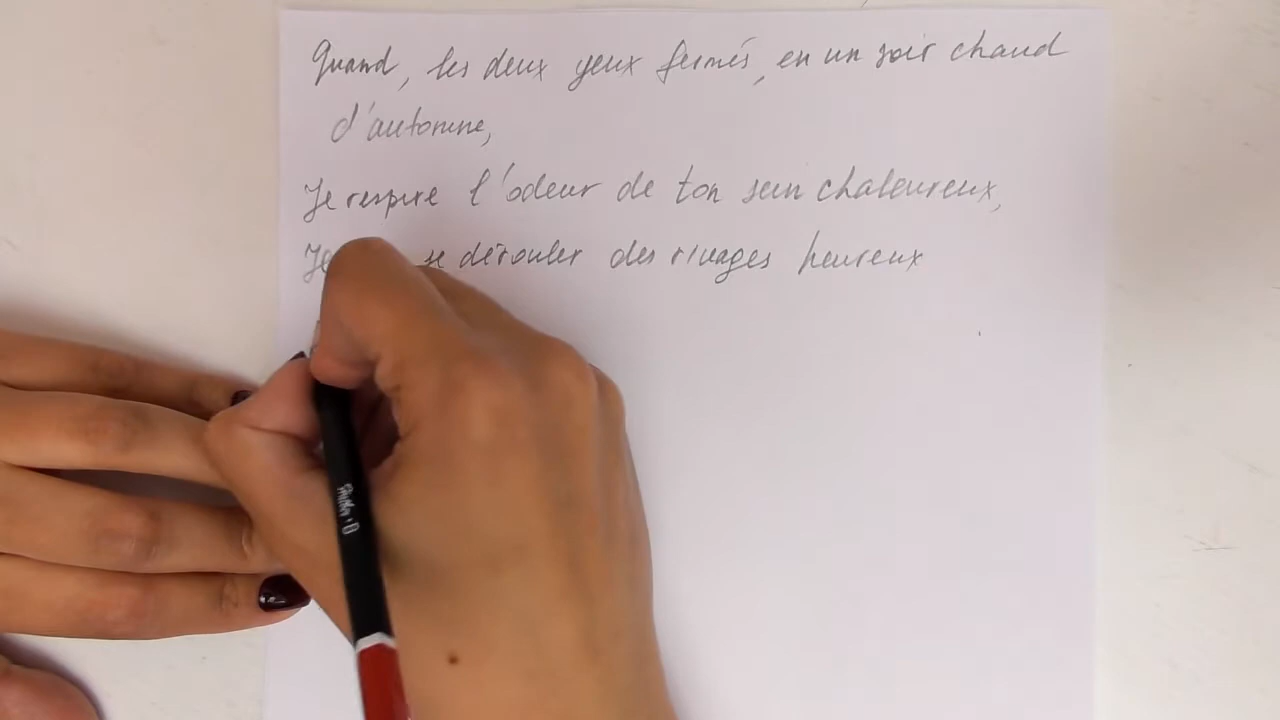 Quand, les deux yeux fermés, en un soir chaud
d'automne,
Je respire l'odeur de ton sein chaleureux,
Je se dérouler des rivages heureux